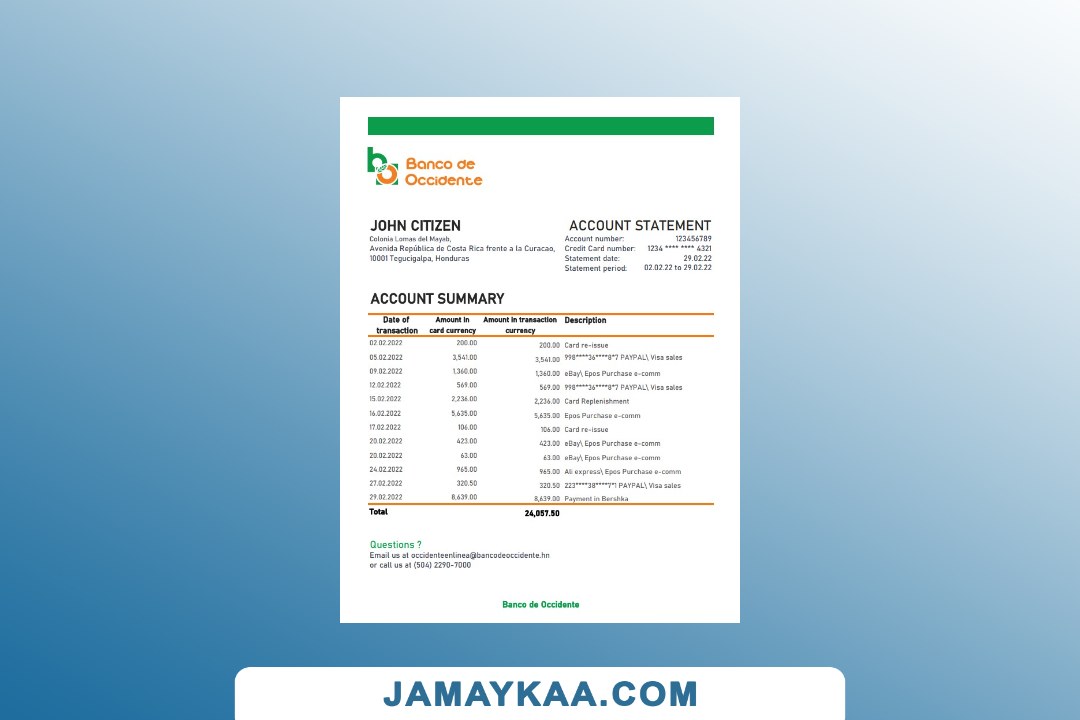 Banco de
Occidente
JOHN CITIZEN
Colonia Lomas del Mayab,
Avenida República de Costa Rica frente a la Curacao,
10001 Tegucigalpa, Honduras
ACCOUNT STATEMENT
Account number: 123456789
Credit Card number: 1234 **** **** 4321
Statement date: 29.02.22
Statement period: 02.02.22 to 29.02.22
ACCOUNT SUMMARY
Date of transaction Amount in card currency Amount in transaction currency Description
02.02.2022 200.00 200.00 Card re-issue
05.02.2022 3,541.00 3,541.00 998****36****8*7 PAYPAL\ Visa sales
09.02.2022 1,360.00 1,360.00 eBay\ Epos Purchase e-comm
12.02.2022 569.00 569.00 998****36****8*7 PAYPAL\ Visa sales
15.02.2022 2,236.00 2,236.00 Card Replenishment
16.02.2022 5,635.00 5,635.00 Epos Purchase e-comm
17.02.2022 106.00 106.00 Card re-issue
20.02.2022 423.00 423.00 eBay\ Epos Purchase e-comm
20.02.2022 63.00 63.00 eBay\ Epos Purchase e-comm
24.02.2022 965.00 965.00 Ali express\ Epos Purchase e-comm
27.02.2022 320.50 320.50 223****38****7*1 PAYPAL\ Visa sales
29.02.2022 8,639.00 8,639.00 Payment in Bershka
Total 24,057.50
Questions ?
Email us at occidenteenlinea@bancodeoccidente.hn
or call us at (504) 2290-7000
Banco de Occidente
JAMAYKAA.COM